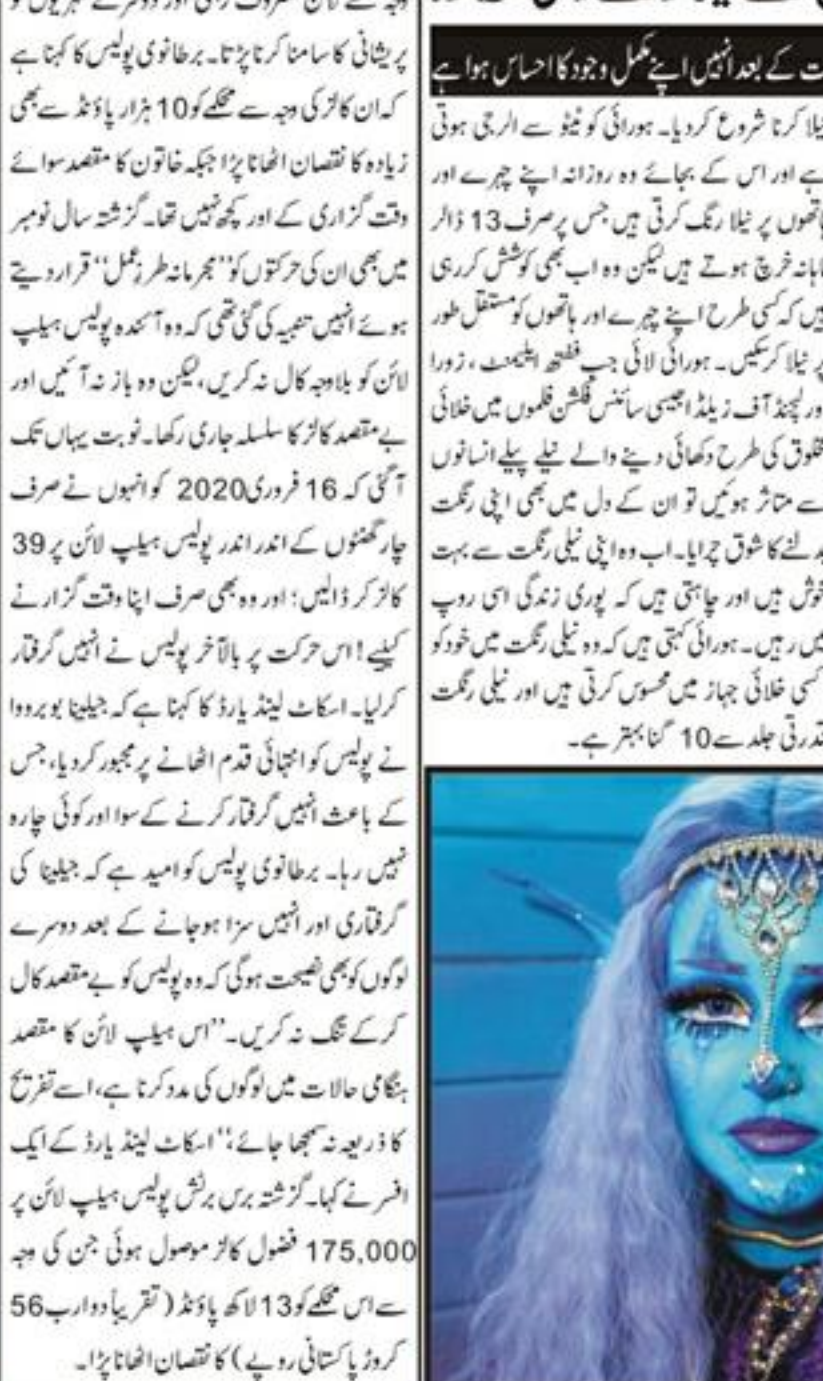 ت کے بعد انہیں اپنے مکمل وجود کا احساس ہوا ہے
نیلا کرنا شروع کردیا۔ ہورائی کو ٹیٹو سے الرجی ہوتی
ہے اور اس کے بجائے وہ روزانہ اپنے چہرے اور
ہاتھوں پر نیلا رنگ کرتی ہیں جس پر صرف 13 ڈالر
ماہانہ خرچ ہوتے ہیں لیکن وہ اب بھی کوشش کررہی
ہیں کہ کسی طرح اپنے چہرے اور ہاتھوں کو مستقل طور
پر نیلا کرسکیں۔ ہورائی لائی جب ففتھ ایلیمنٹ، زورا
اور لیجنڈ آف زیلڈا جیسی سائنس فکشن فلموں میں خلائی
مخلوق کی طرح دکھائی دینے والے نیلے پیلے انسانوں
سے متاثر ہوئیں تو ان کے دل میں بھی اپنی رنگت
بدلنے کا شوق چرایا۔ اب وہ اپنی نیلی رنگت سے بہت
خوش ہیں اور چاہتی ہیں کہ پوری زندگی اسی روپ
میں رہیں۔ ہورائی کہتی ہیں کہ وہ نیلی رنگت میں خود کو
کسی خلائی جہاز میں محسوس کرتی ہیں اور نیلی رنگت
قدرتی جلد سے 10 گنا بہتر ہے۔
پریشانی کا سامنا کرنا پڑتا۔ برطانوی پولیس کا کہنا ہے
کہ ان کالز کی وجہ سے محکمے کو 10 ہزار پاؤنڈ سے بھی
زیادہ کا نقصان اٹھانا پڑا جبکہ خاتون کا مقصد سوائے
وقت گزاری کے اور کچھ نہیں تھا۔ گزشتہ سال نومبر
میں بھی ان کی حرکتوں کو ’’مجرمانہ طرزِ عمل‘‘ قرار دیتے
ہوئے انہیں تنبیہ کی گئی تھی کہ وہ آئندہ پولیس ہیلپ
لائن کو بلاوجہ کال نہ کریں، لیکن وہ باز نہ آئیں اور
بے مقصد کالز کا سلسلہ جاری رکھا۔ نوبت یہاں تک
آگئی کہ 16 فروری 2020 کو انہوں نے صرف
چار گھنٹوں کے اندر اندر پولیس ہیلپ لائن پر 39
کالز کر ڈالیں؛ اور وہ بھی صرف اپنا وقت گزارنے
کیلیے! اس حرکت پر بالآخر پولیس نے انہیں گرفتار
کرلیا۔ اسکاٹ لینڈ یارڈ کا کہنا ہے کہ جیلینا بوبرووا
نے پولیس کو انتہائی قدم اٹھانے پر مجبور کردیا، جس
کے باعث انہیں گرفتار کرنے کے سوا اور کوئی چارہ
نہیں رہا۔ برطانوی پولیس کو امید ہے کہ جیلینا کی
گرفتاری اور انہیں سزا ہوجانے کے بعد دوسرے
لوگوں کو بھی نصیحت ہوگی کہ وہ پولیس کو بے مقصد کال
کرکے تنگ نہ کریں۔ ’’اس ہیلپ لائن کا مقصد
ہنگامی حالات میں لوگوں کی مدد کرنا ہے، اسے تفریح
کا ذریعہ نہ سمجھا جائے،‘‘ اسکاٹ لینڈ یارڈ کے ایک
افسر نے کہا۔ گزشتہ برس برٹش پولیس ہیلپ لائن پر
175,000 فضول کالز موصول ہوئی جن کی وجہ
سے اس محکمے کو 13 لاکھ پاؤنڈ (تقریباً دو ارب 56
کروڑ پاکستانی روپے) کا نقصان اٹھانا پڑا۔